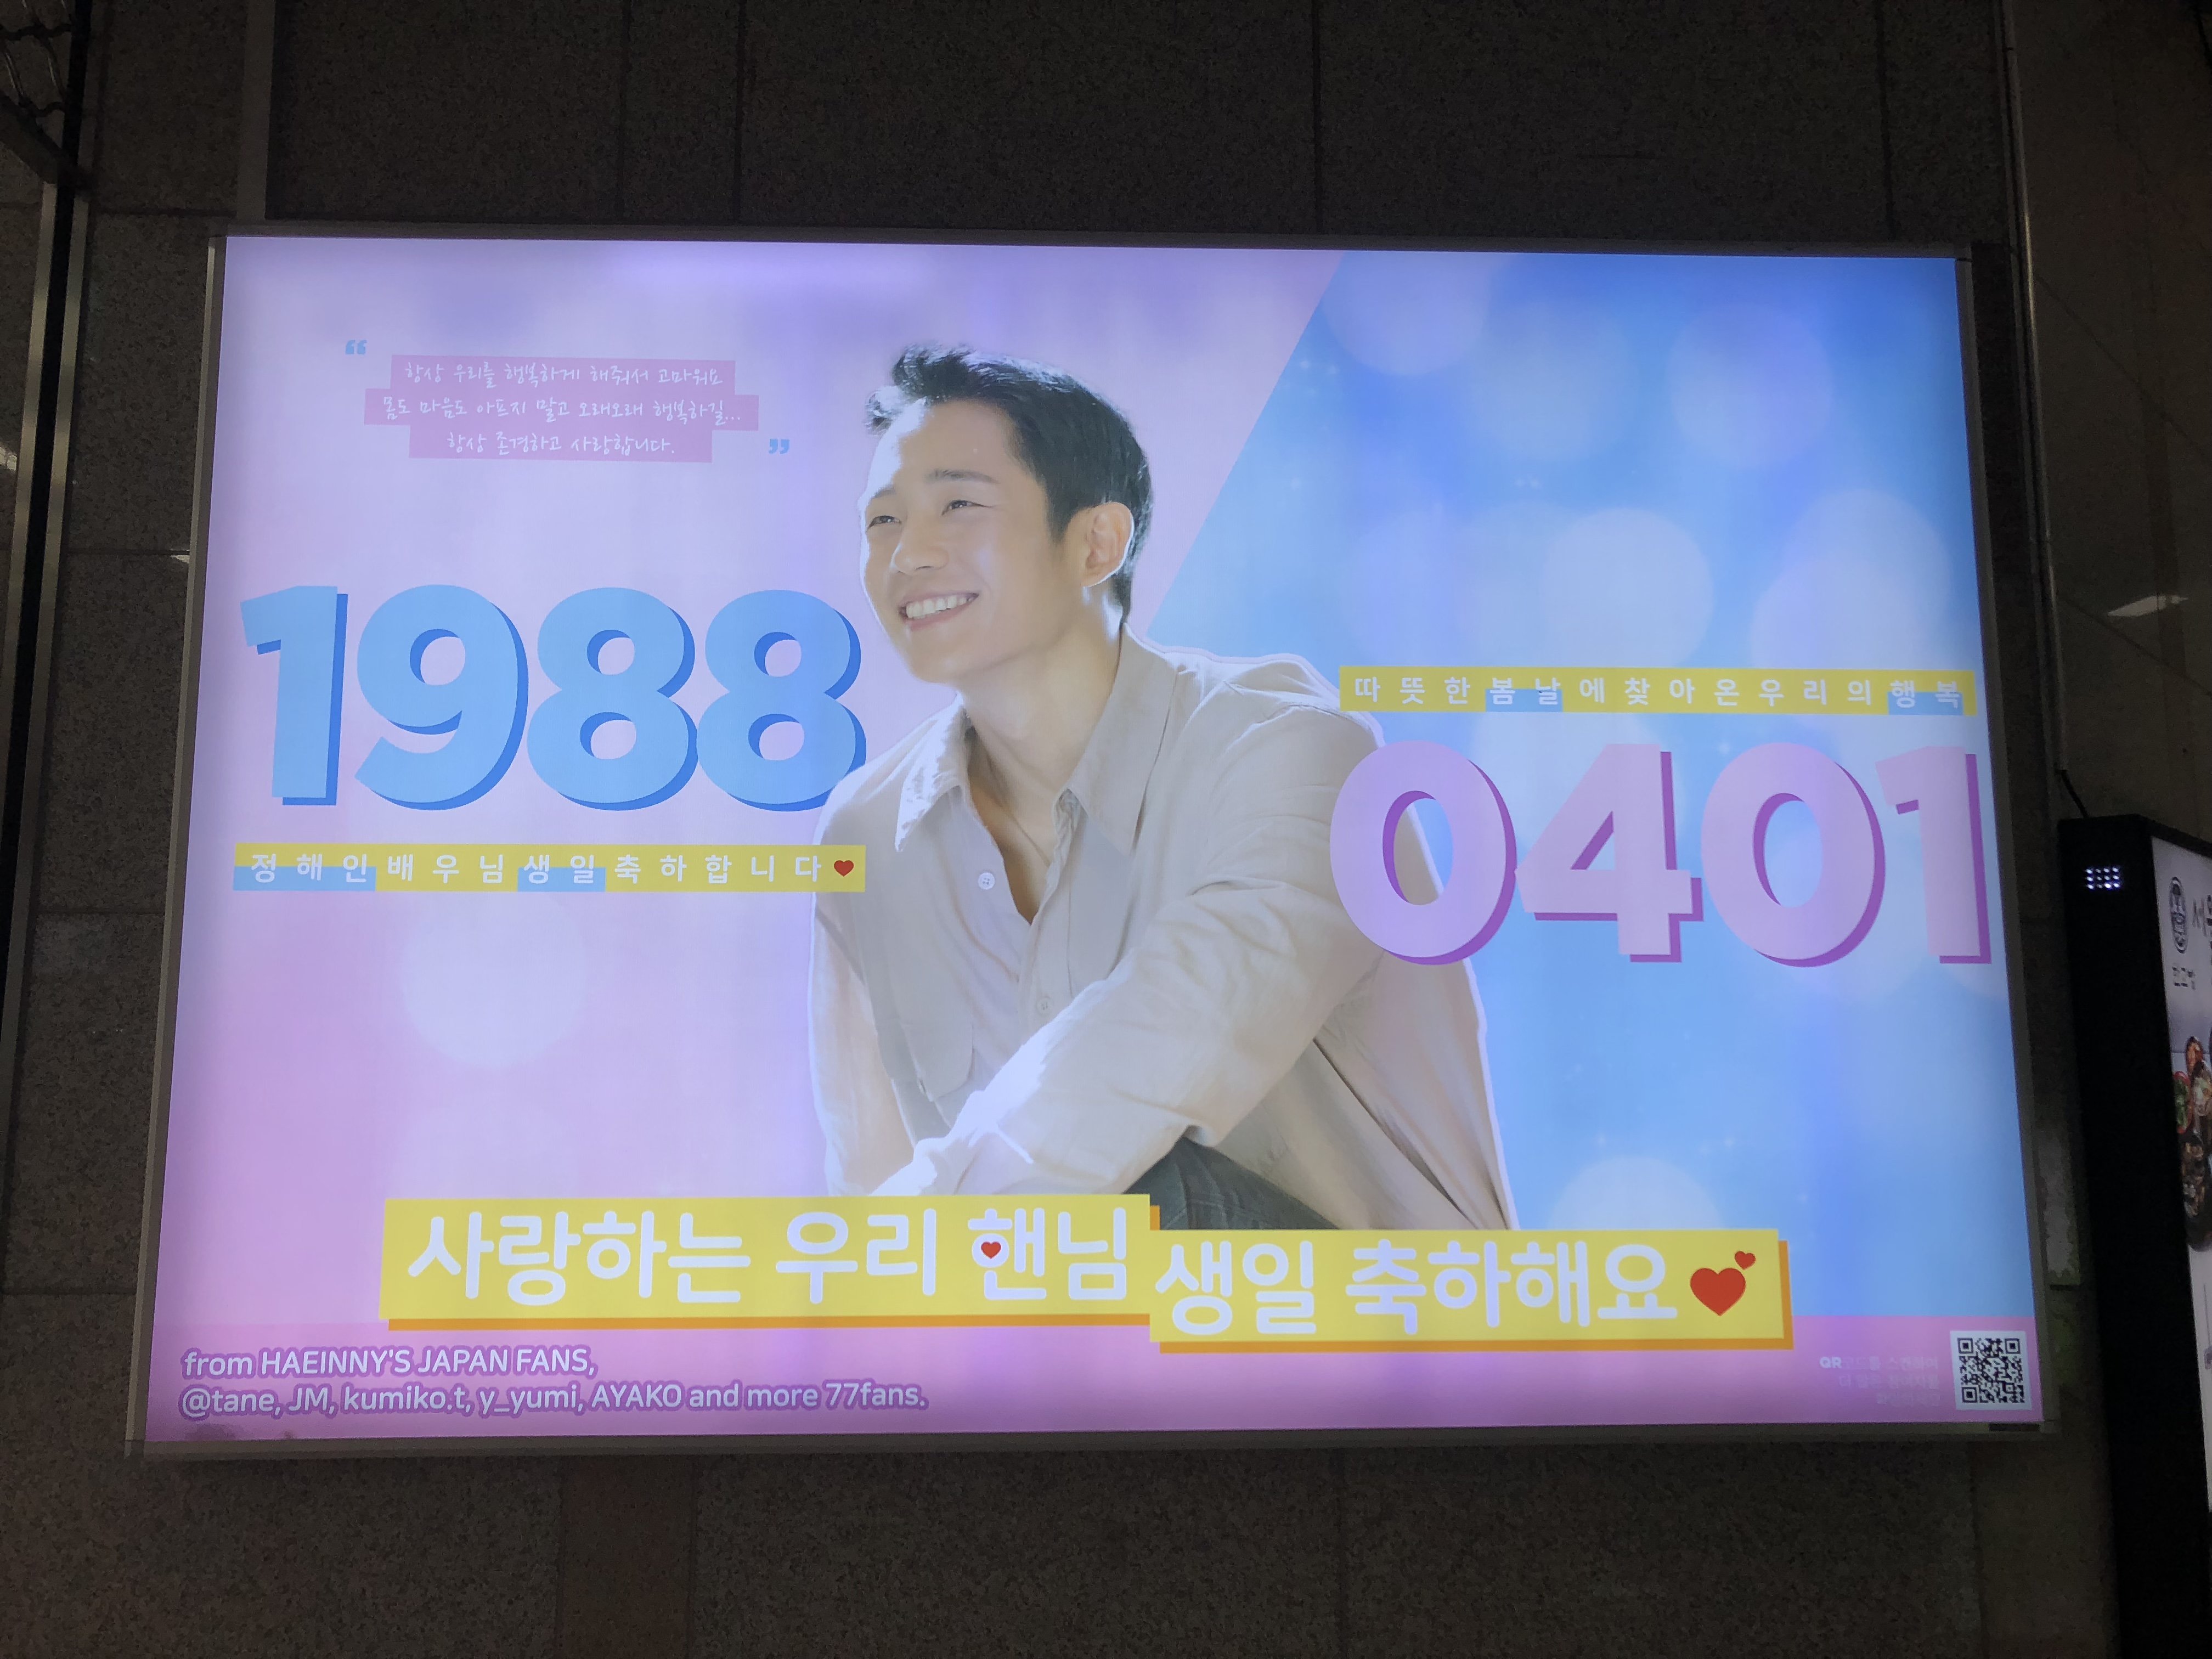 항상 우리를 행복하게 해줘서 고마워요
몸도 마음도 아프지 말고 오래오래 행복하길...
항상 존경하고 사랑합니다.
1988
정해인배우님생일축하합니다
따뜻한봄날에찾아온우리의행복
0401
사랑하는 우리 핸님
생일 축하해요
from HAEINNY'S JAPAN FANS,
@tane, JM, kumiko.t, y_yumi, AYAKO and more 77fans.
QR코드를